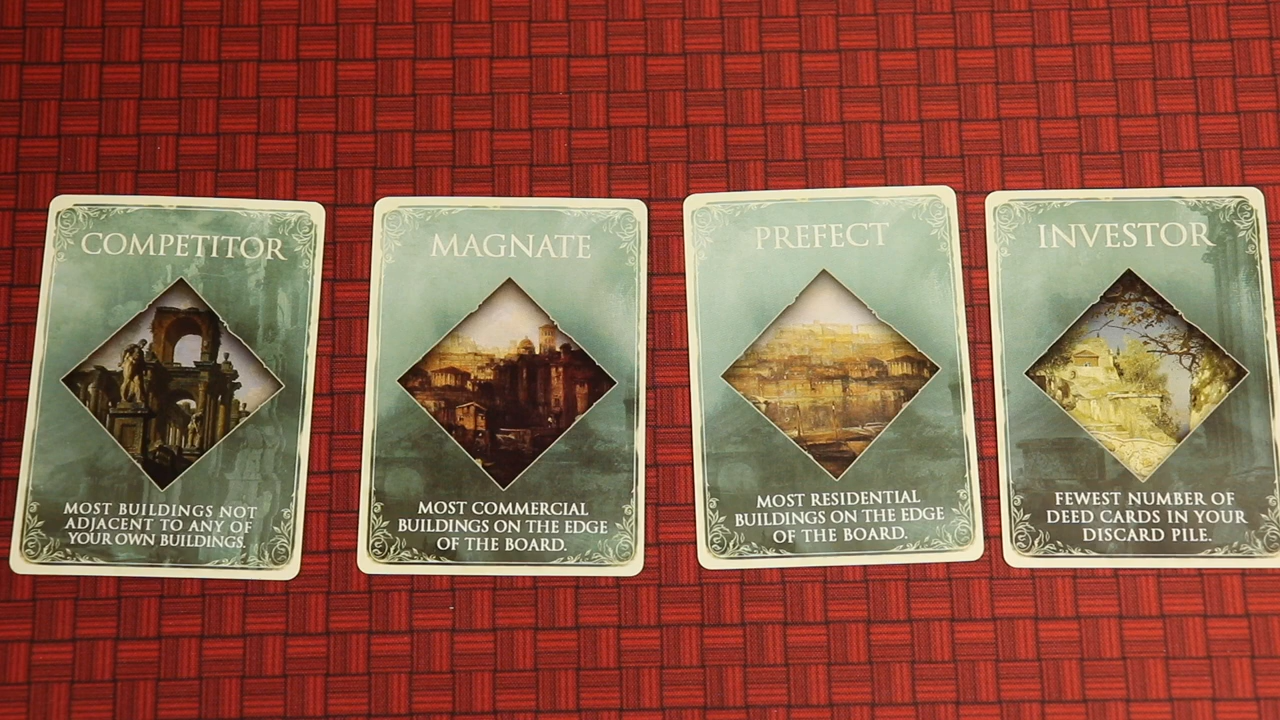 COMPETITOR
MOST BUILDINGS NOT
ADJACENT TO ANY OF
YOUR OWN BUILDINGS.
MAGNATE
MOST COMMERCIAL
BUILDINGS ON THE EDGE
OF THE BOARD.
PREFECT
MOST RESIDENTIAL
BUILDINGS ON THE EDGE
OF THE BOARD.
INVESTOR
FEWEST NUMBER OF
DEED CARDS IN YOUR
DISCARD PILE.